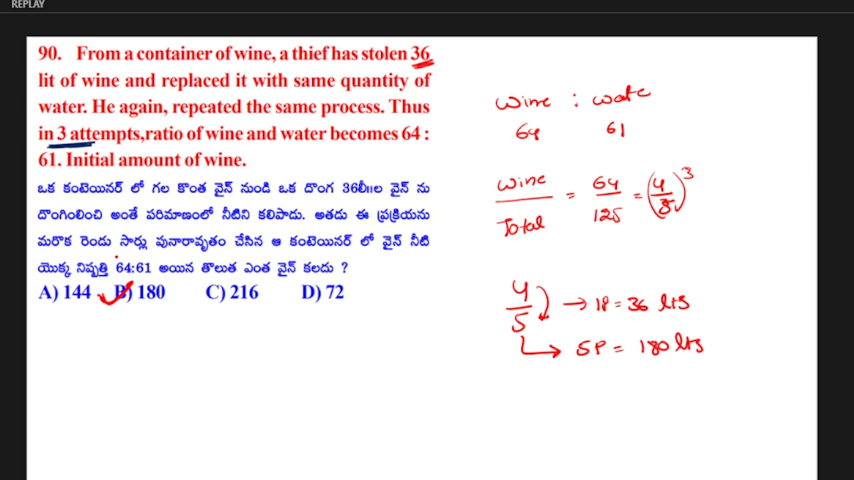 REPLAY
90. From a container of wine, a thief has stolen 36
lit of wine and replaced it with same quantity of
water. He again, repeated the same process. Thus
in 3 attempts, ratio of wine and water becomes 64 :
61. Initial amount of wine.
ఒక కంటెయినర్ లో గల కొంత వైన్ నుండి ఒక దొంగ 36లీ॥ల వైన్ ను
దొంగిలించి అంతే పరిమాణంలో నీటిని కలిపాడు. అతడు ఈ ప్రక్రియను
మరొక రెండు సార్లు పునారావృతం చేసిన ఆ కంటెయినర్ లో వైన్ నీటి
యొక్క నిష్పత్తి 64:61 అయిన తొలుత ఎంత వైన్ కలదు ?
A) 144 B) 180 C) 216 D) 72
wine : wate
64 61
wine / Total = 64 / 125 = (4/5)³
4/5 → 1P = 36 lts
→ 5P = 180 lts